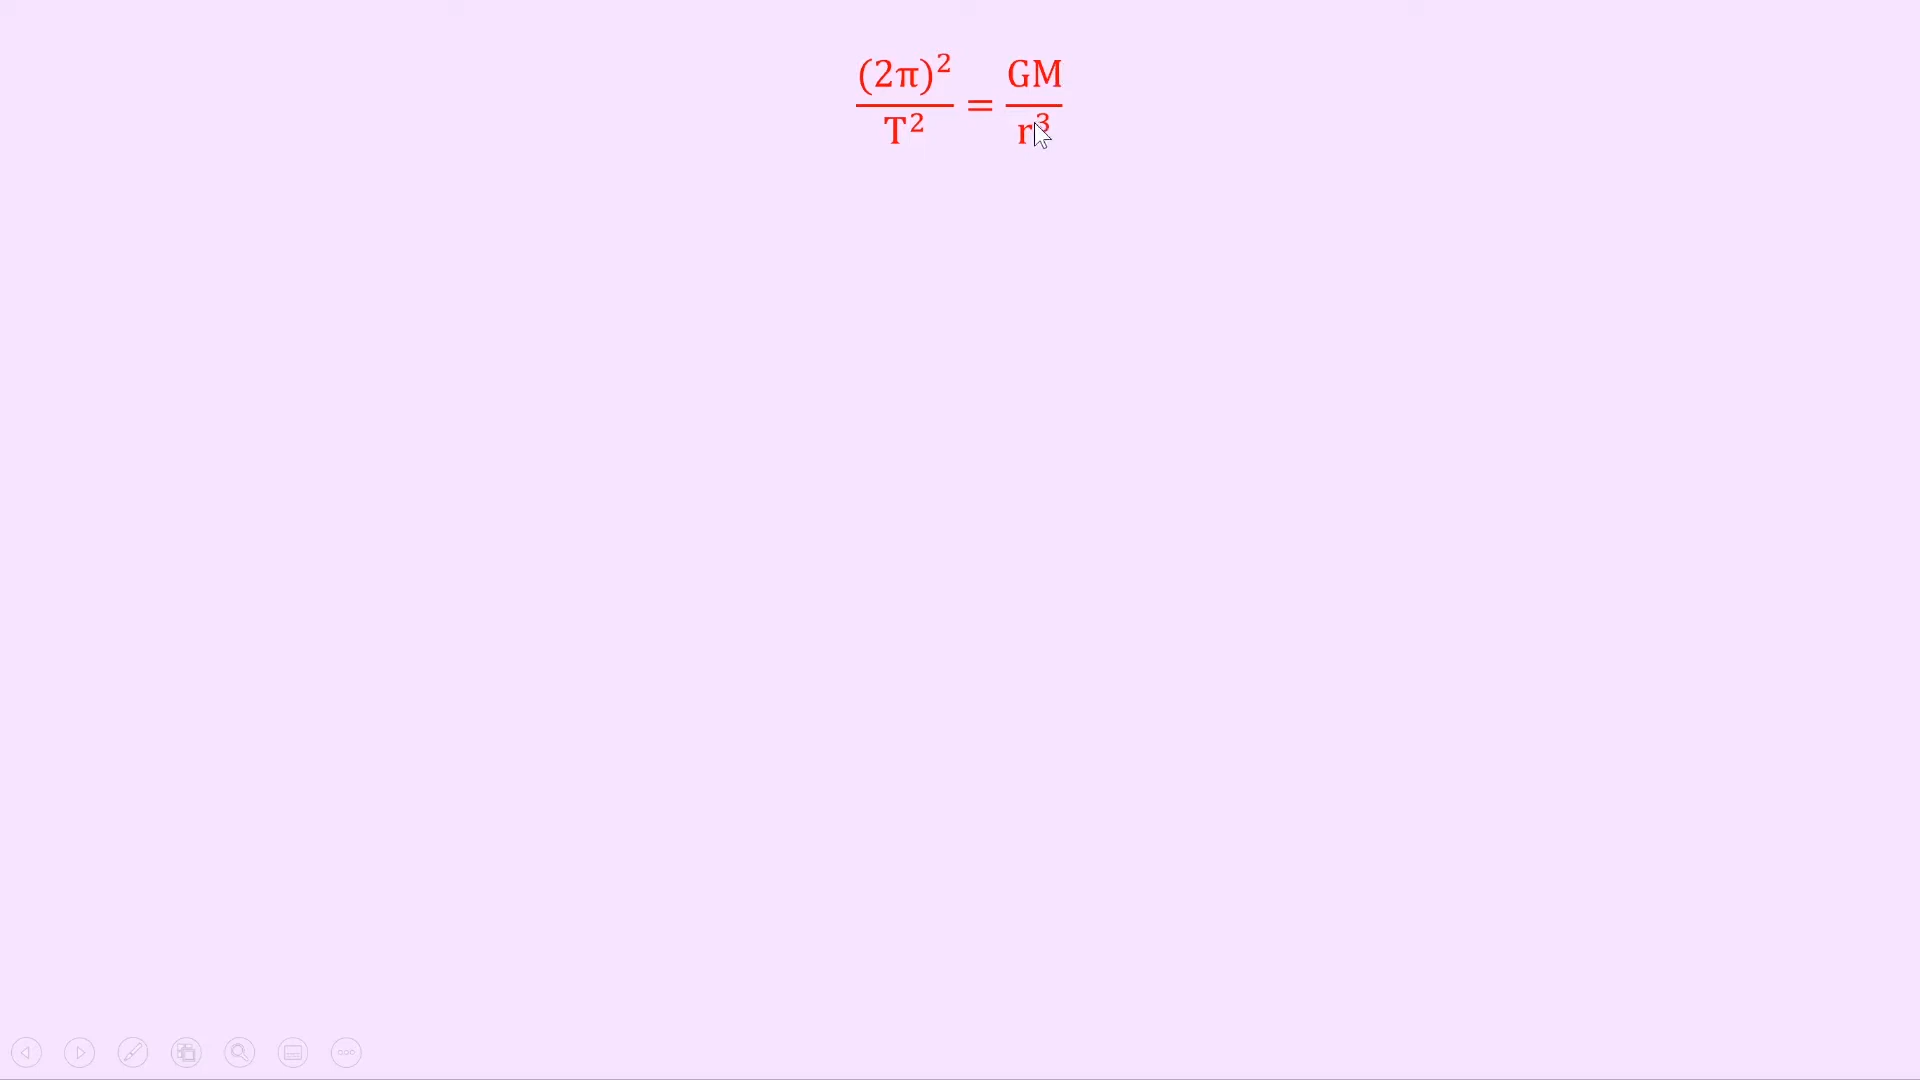 (2π)² / T² = GM / r³